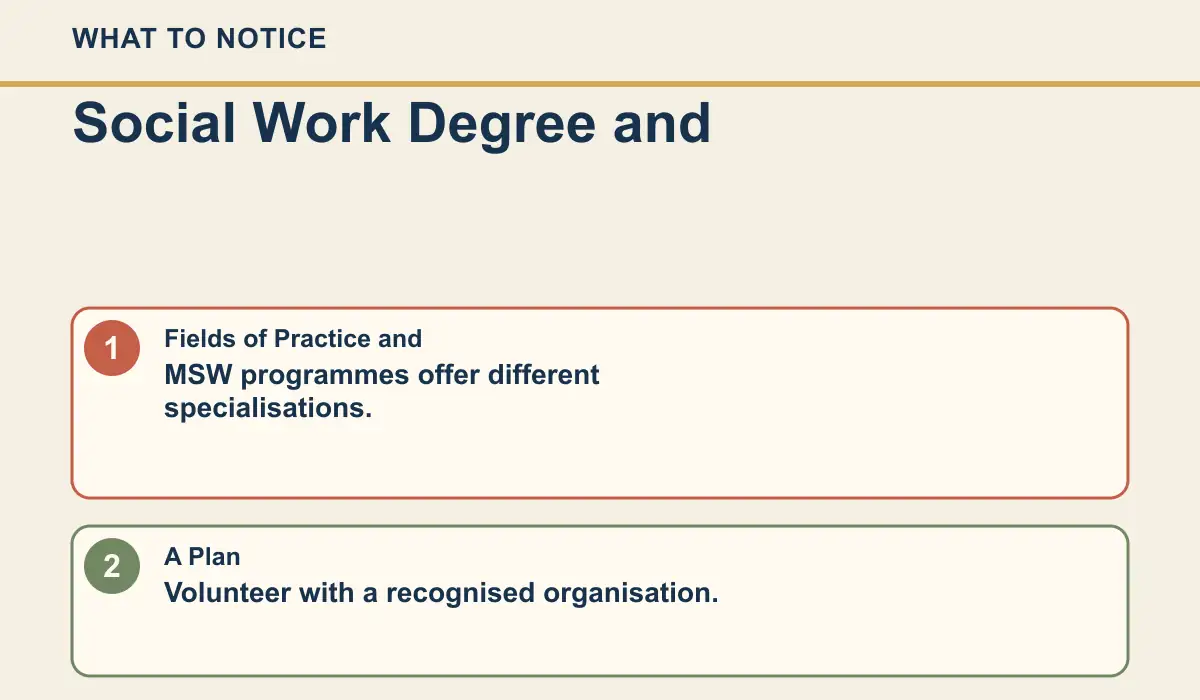 WHAT TO NOTICE
Social Work Degree and
1
Fields of Practice and
MSW programmes offer different
specialisations.
2
A Plan
Volunteer with a recognised organisation.